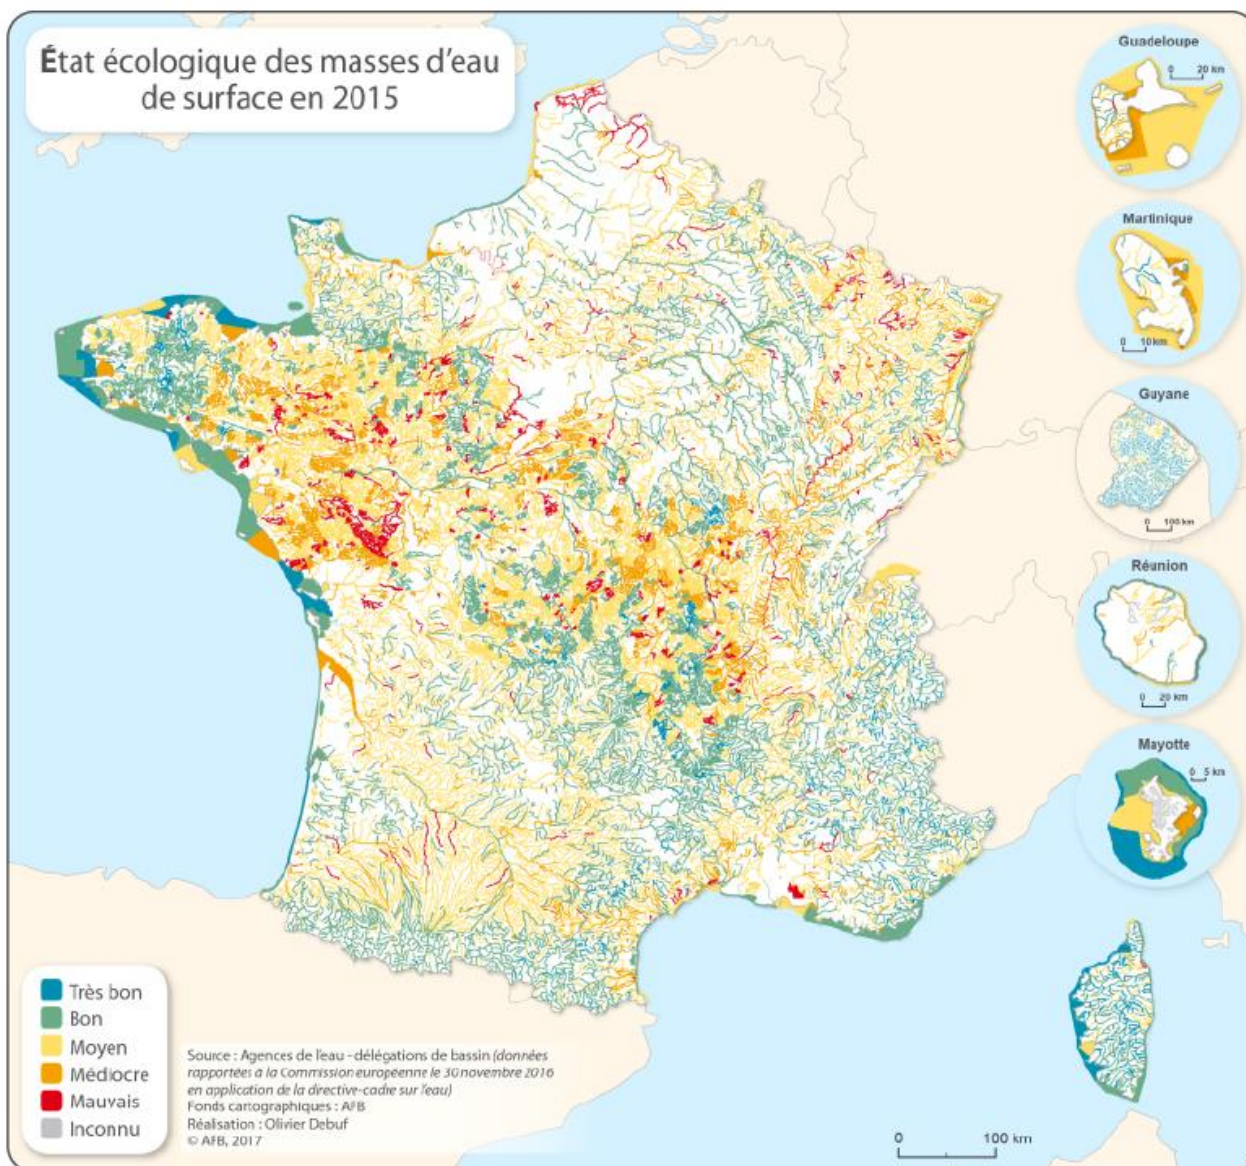 État écologique des masses d'eau
de surface en 2015
Guadeloupe
0 20 km
Martinique
0 10 km
Guyane
0 100 km
Réunion
0 20 km
Mayotte
0 5 km
Très bon
Bon
Moyen
Médiocre
Mauvais
Inconnu
Source : Agences de l'eau - délégations de bassin (données
rapportées à la Commission européenne le 30 novembre 2016
en application de la directive-cadre sur l'eau)
Fonds cartographiques : AFB
Réalisation : Olivier Debuf
© AFB, 2017
0 100 km